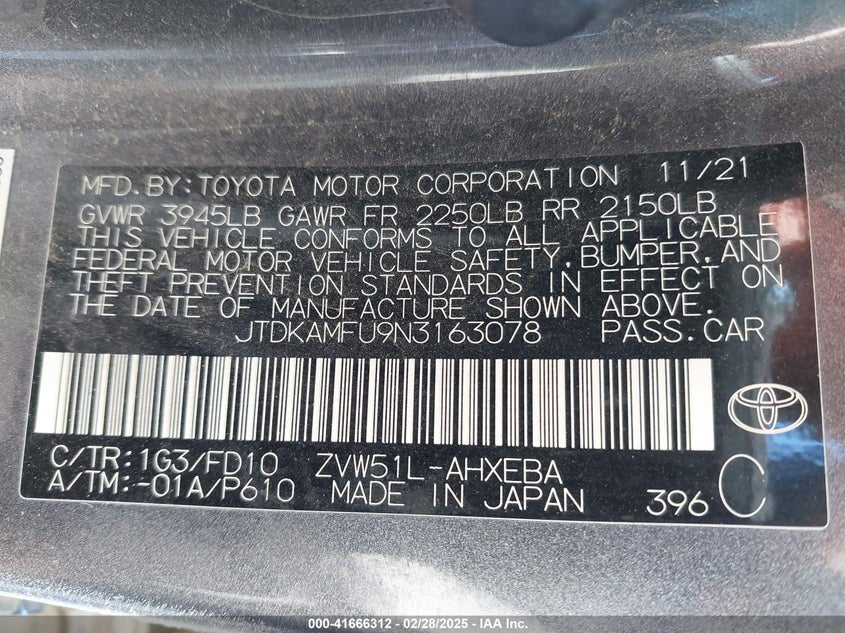 MFD.BY:TOYOTA MOTOR CORPORATION 11/21
GVWR 3945LB GAWR FR 2250LB RR 2150LB
THIS VEHICLE CONFORMS TO ALL APPLICABLE
FEDERAL MOTOR VEHICLE SAFETY, BUMPER, AND
THEFT PREVENTION STANDARDS IN EFFECT ON
THE DATE OF MANUFACTURE SHOWN ABOVE.
JTDKAMFU9N3163078 PASS.CAR
C/TR:1G3/FD10 ZVW51L-AHXEBA
A/TM:-01A/P610 MADE IN JAPAN 396 C
000-41666312 - 02/28/2025 - IAA Inc.